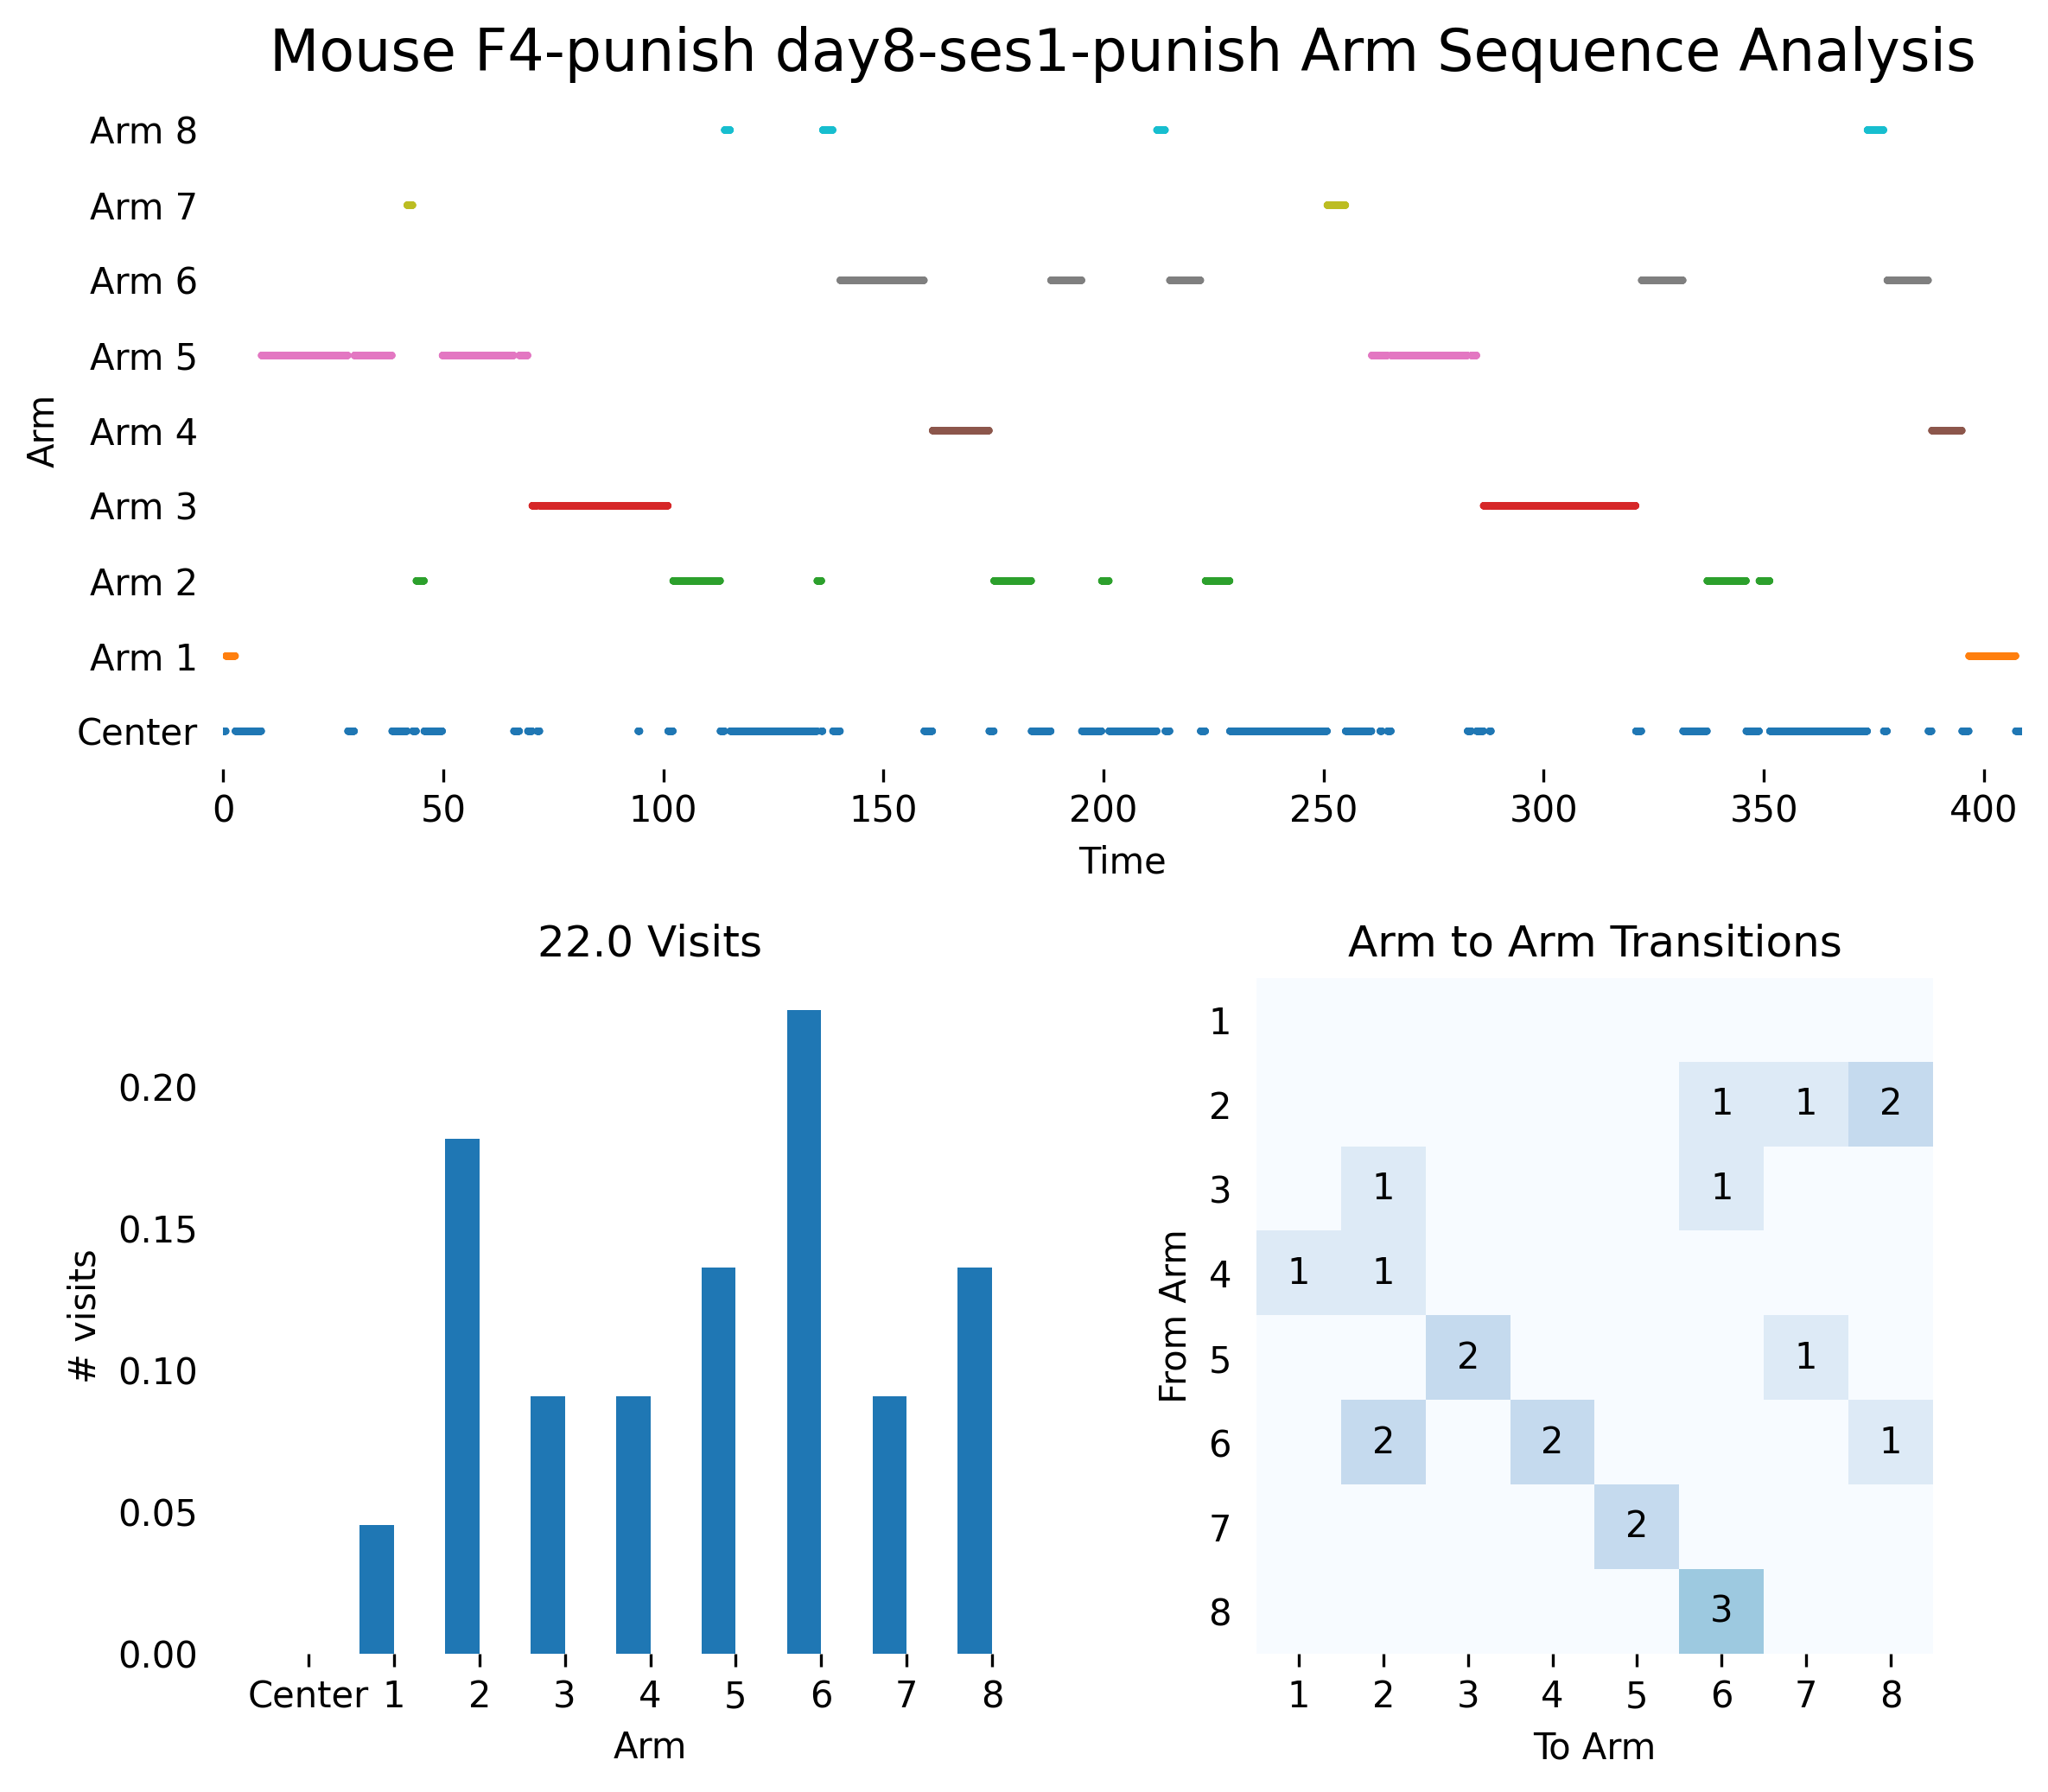 Mouse F4-punish day8-ses1-punish Arm Sequence Analysis
Arm 8
Arm 7
Arm 6
Arm 5
Arm 4
Arm 3
Arm 2
Arm 1
Center
Arm
0 50 100 150 200 250 300 350 400
Time
22.0 Visits
0.20
0.15
0.10
0.05
0.00
# visits
Center 1 2 3 4 5 6 7 8
Arm
Arm to Arm Transitions
1
2 1 1 2
3 1 1
4 1 1
5 2 1
6 2 2 1
7 2
8 3
From Arm
1 2 3 4 5 6 7 8
To Arm